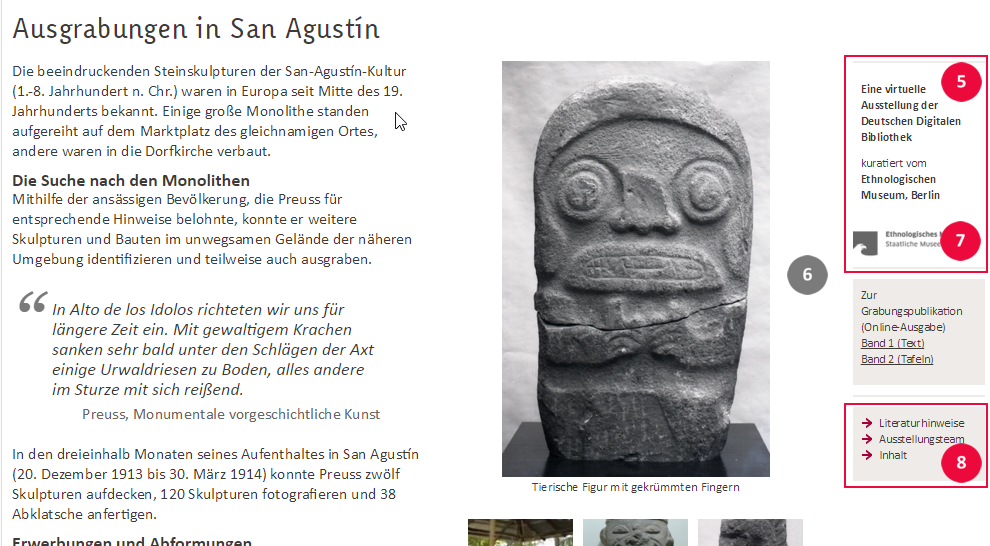 Ausgrabungen in San Agustín
Die beeindruckenden Steinskulpturen der San-Agustín-Kultur
(1.-8. Jahrhundert n. Chr.) waren in Europa seit Mitte des 19.
Jahrhunderts bekannt. Einige große Monolithe standen
aufgereiht auf dem Marktplatz des gleichnamigen Ortes,
andere waren in die Dorfkirche verbaut.
Die Suche nach den Monolithen
Mithilfe der ansässigen Bevölkerung, die Preuss für
entsprechende Hinweise belohnte, konnte er weitere
Skulpturen und Bauten im unwegsamen Gelände der näheren
Umgebung identifizieren und teilweise auch ausgraben.
“ In Alto de los Idolos richteten wir uns für
längere Zeit ein. Mit gewaltigem Krachen
sanken sehr bald unter den Schlägen der Axt
einige Urwaldriesen zu Boden, alles andere
im Sturze mit sich reißend.
Preuss, Monumentale vorgeschichtliche Kunst
In den dreieinhalb Monaten seines Aufenthaltes in San Agustín
(20. Dezember 1913 bis 30. März 1914) konnte Preuss zwölf
Skulpturen aufdecken, 120 Skulpturen fotografieren und 38
Abklatsche anfertigen.
Erwerbungen und Abformungen
Tierische Figur mit gekrümmten Fingern
6
5
Eine virtuelle
Ausstellung der
Deutschen Digitalen
Bibliothek
kuratiert vom
Ethnologischen
Museum, Berlin
Ethnologisches
Staatliche
7
Zur
Grabungspublikation
(Online-Ausgabe)
Band 1 (Text)
Band 2 (Tafeln)
Literaturhinweise
Ausstellungsteam
Inhalt
8